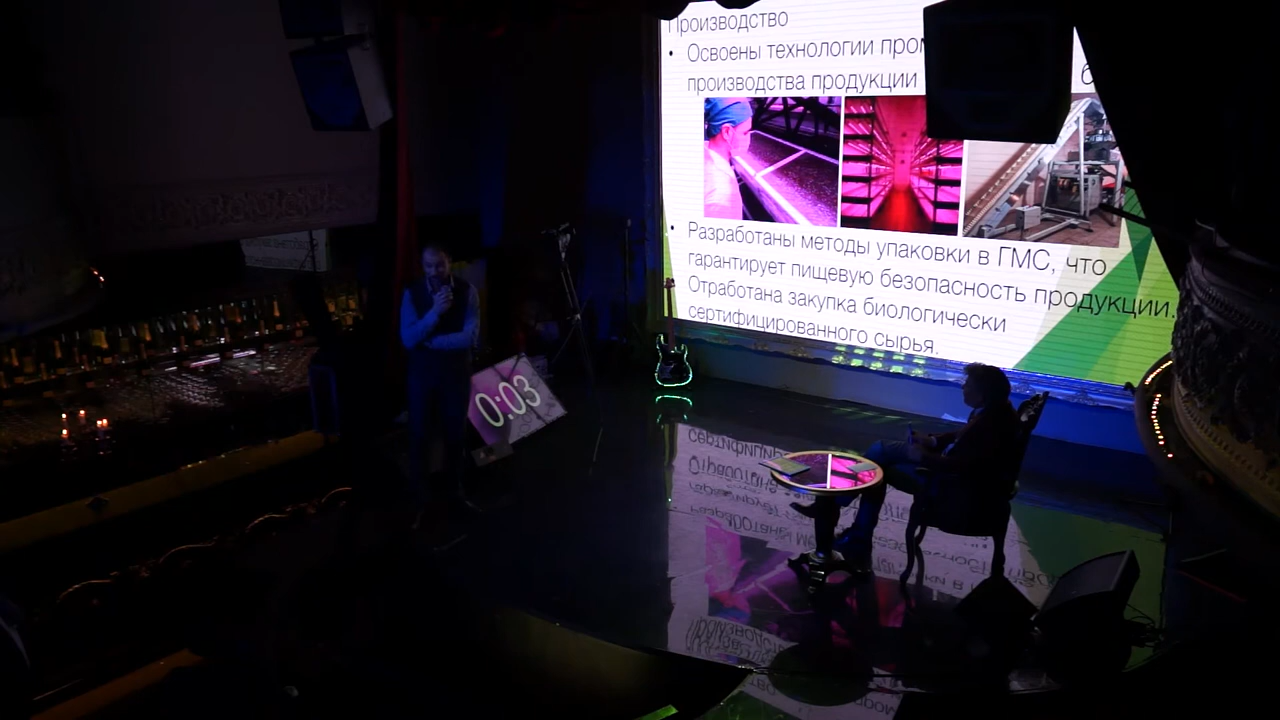 Производство
• Освоены технологии
производства продукции
• Разработаны методы упаковки в ГМС, что
гарантирует пищевую безопасность продукции.
Отработана закупка биологически
сертифицированного сырья.
0:03